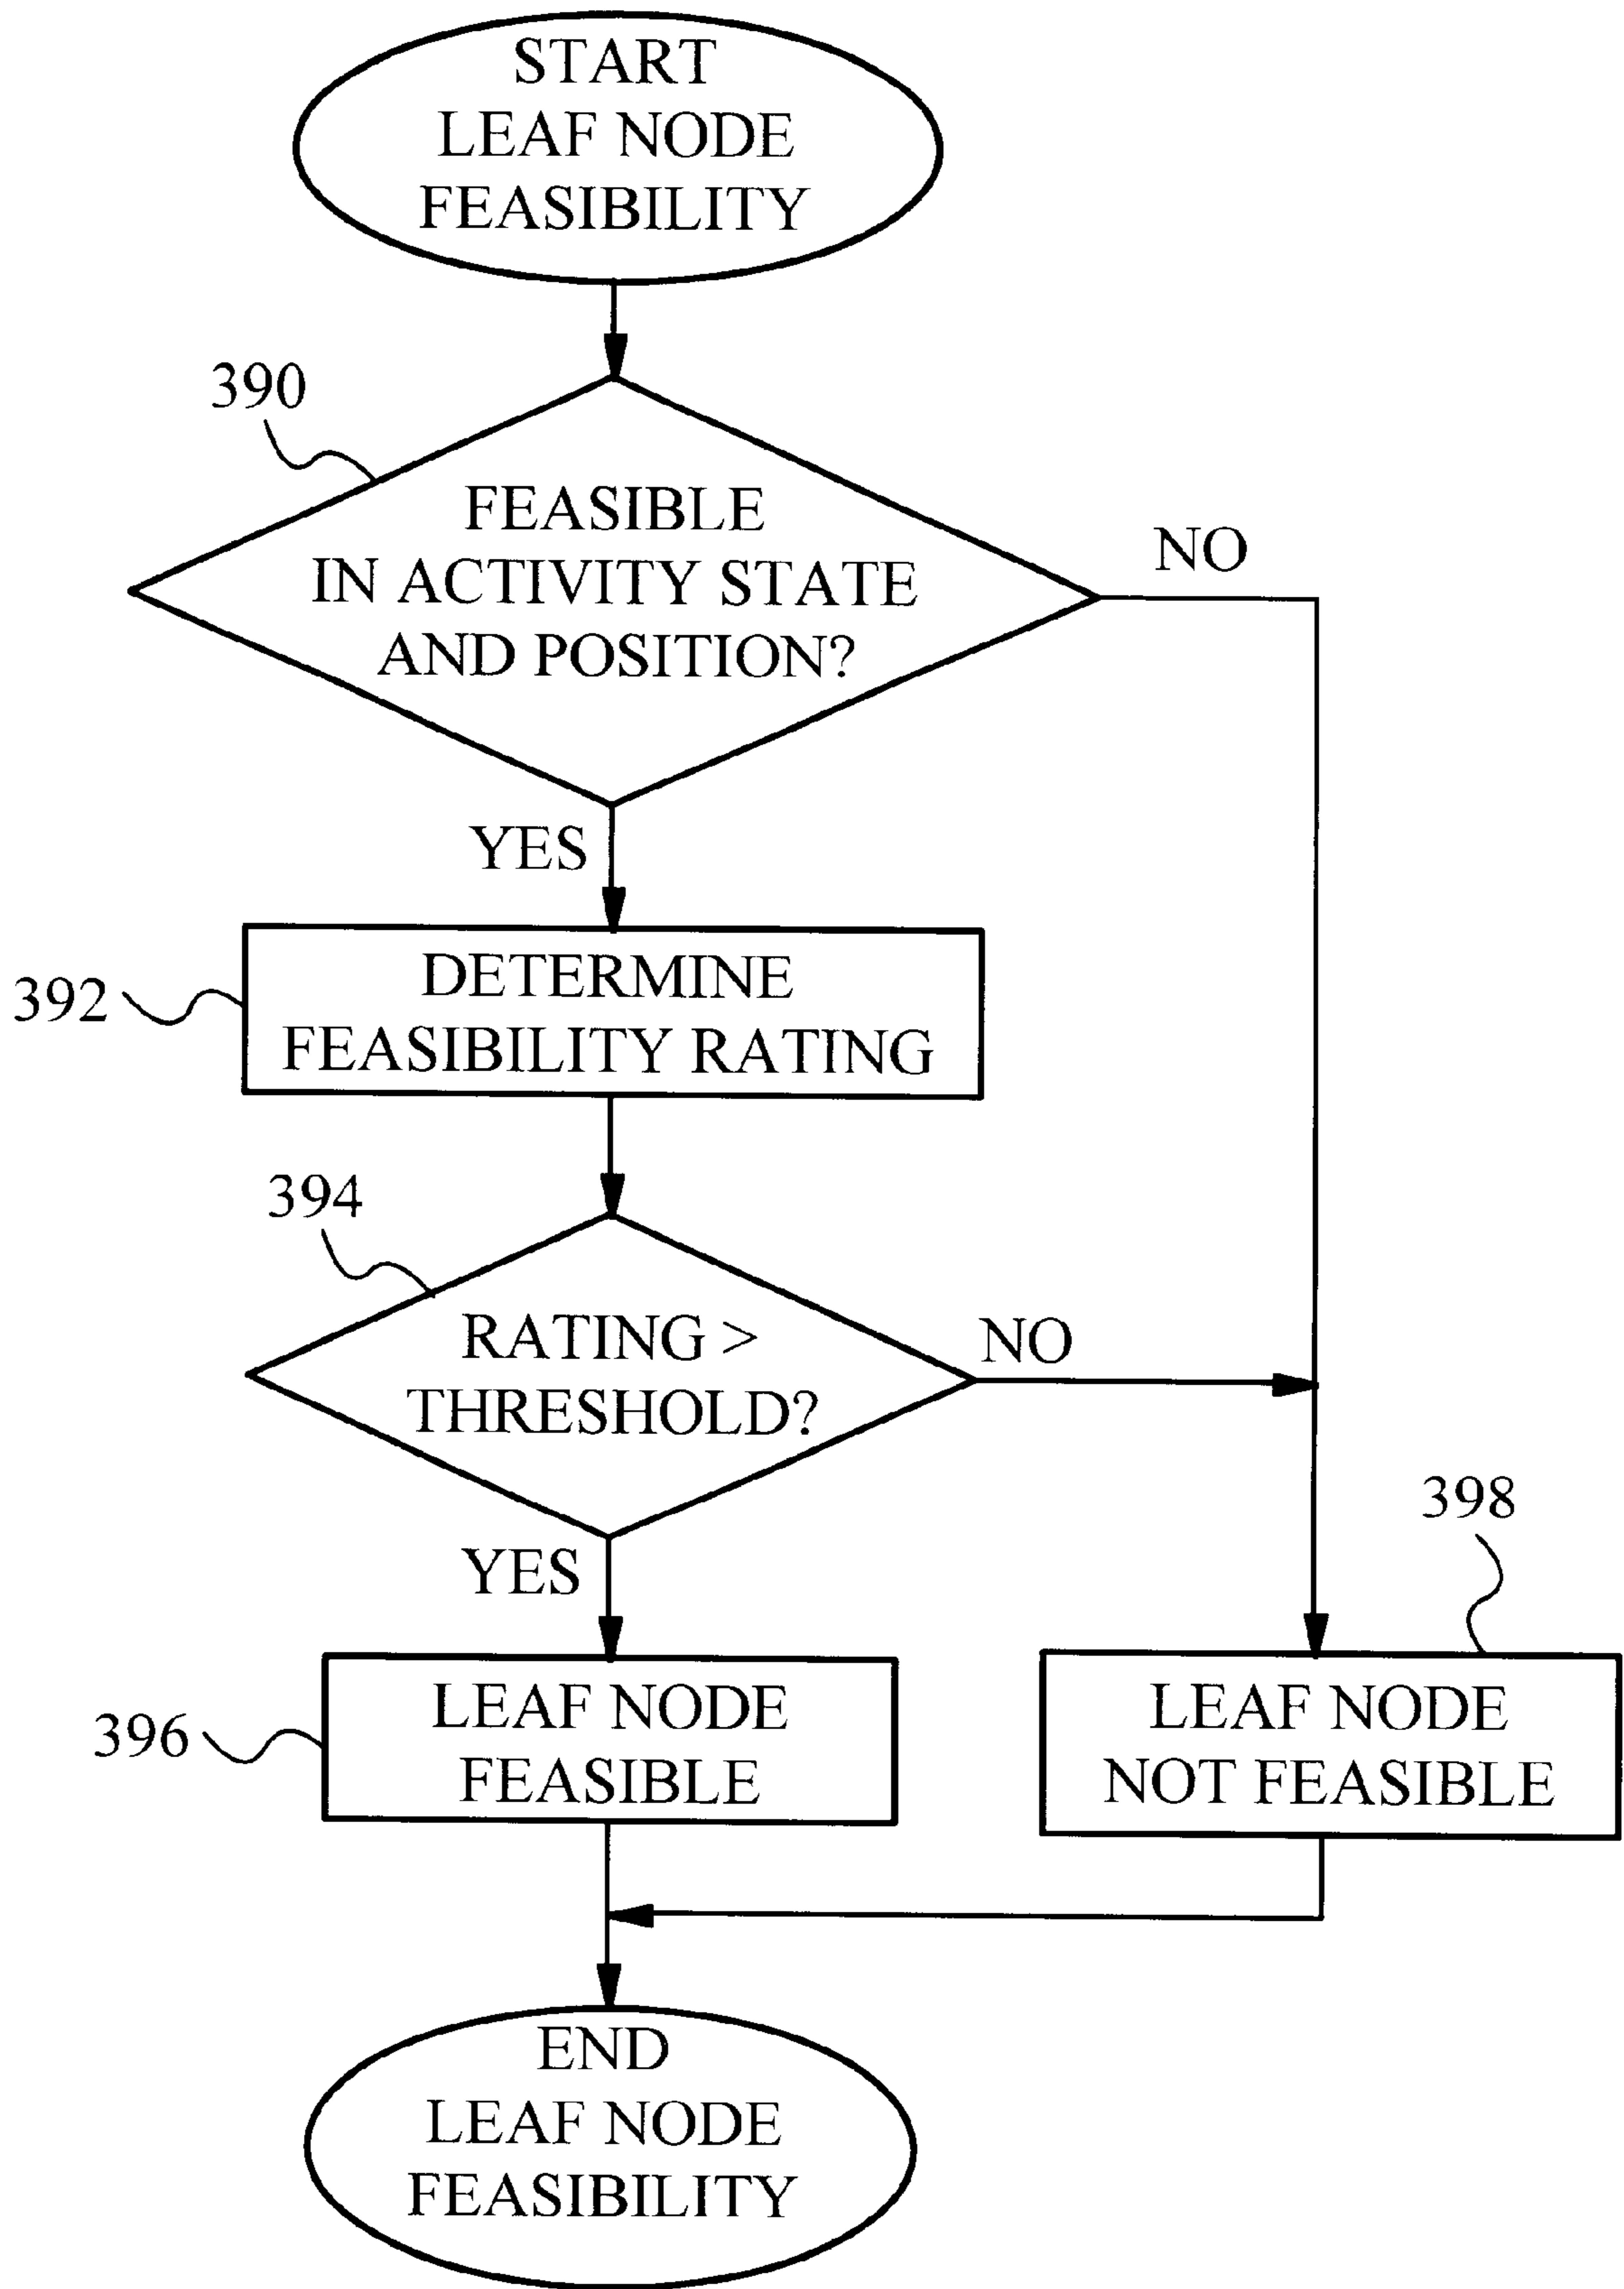 START
LEAF NODE
FEASIBILITY
390
FEASIBLE
IN ACTIVITY STATE
AND POSITION?
NO
YES
392
DETERMINE
FEASIBILITY RATING
394
RATING >
THRESHOLD?
NO
YES
398
396
LEAF NODE
FEASIBLE
LEAF NODE
NOT FEASIBLE
END
LEAF NODE
FEASIBILITY